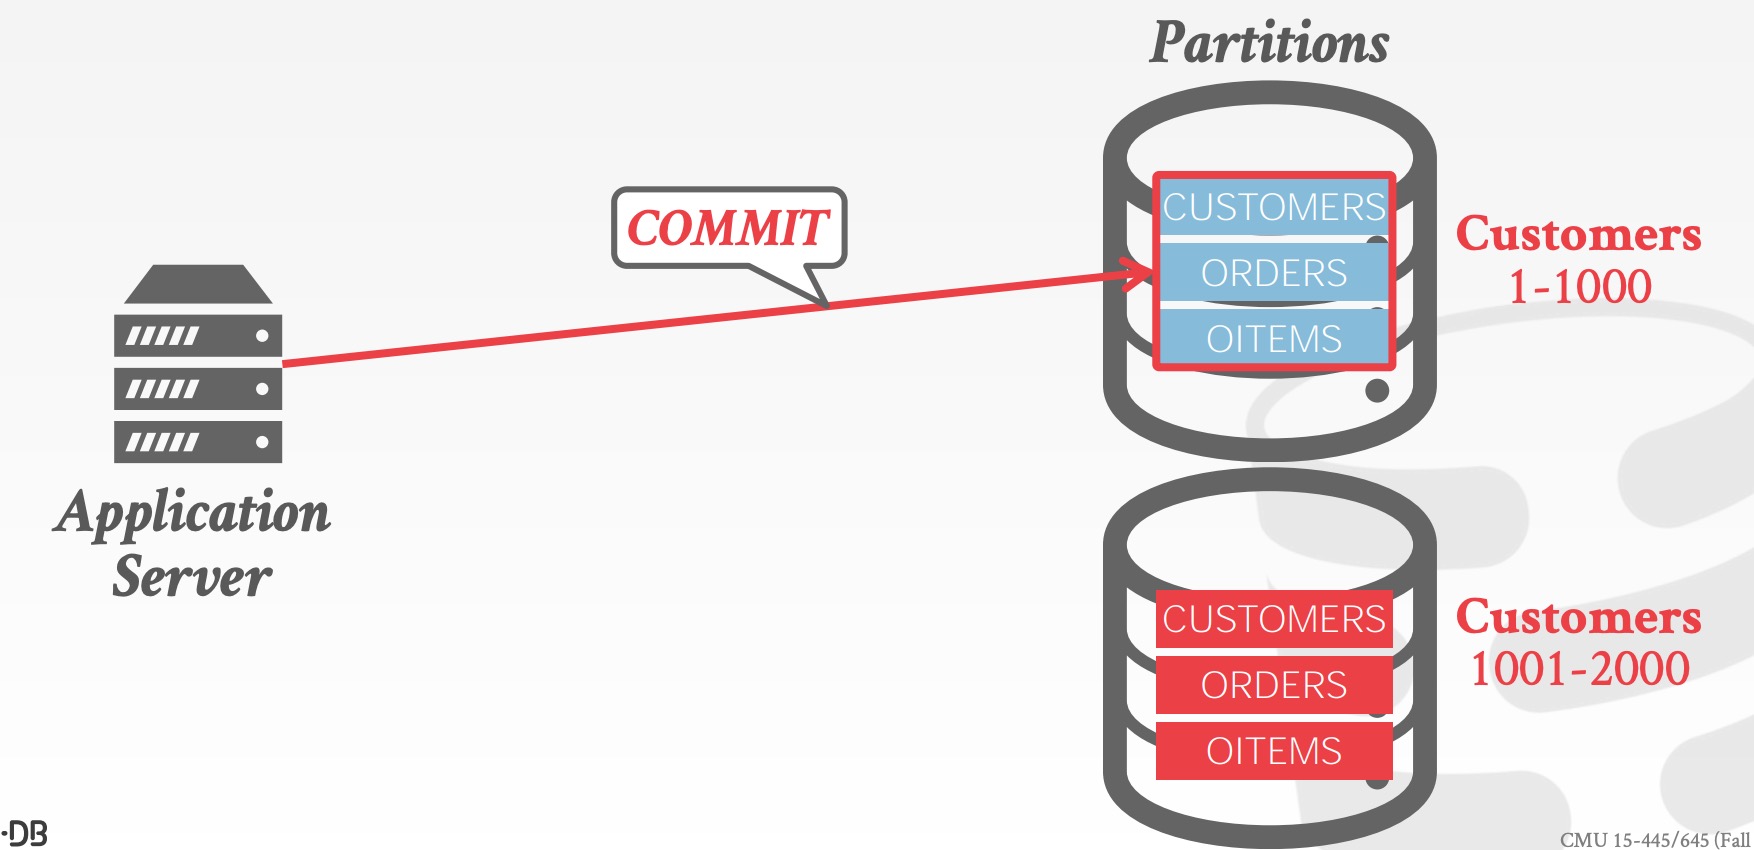 Partitions
COMMIT
CUSTOMERS
ORDERS
OITEMS
Customers
1-1000
Application
Server
CUSTOMERS
ORDERS
OITEMS
Customers
1001-2000
·DB
CMU 15-445/645 (Fall